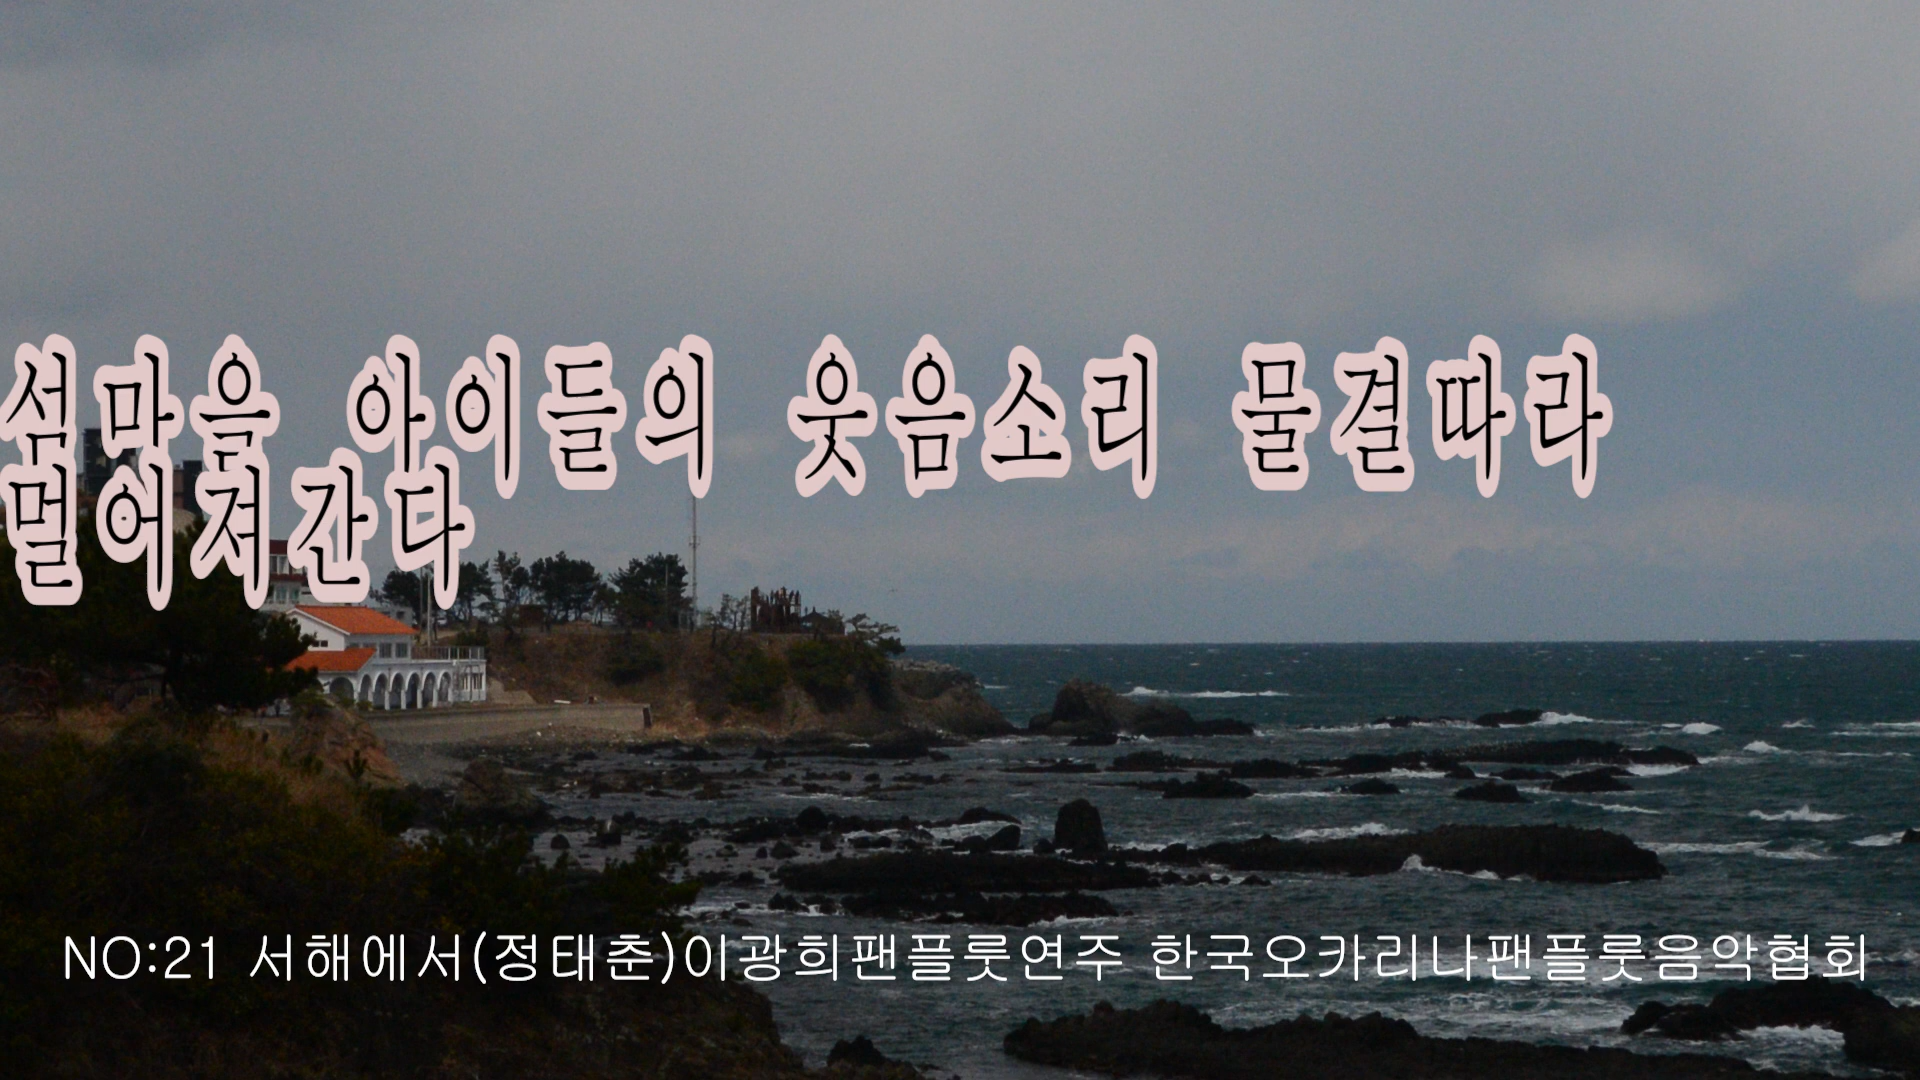 섬마을 아이들의 웃음소리 물결따라
멀어져간다
NO:21 서해에서(정태춘)이광희팬플룻연주 한국오카리나팬플룻음악협회